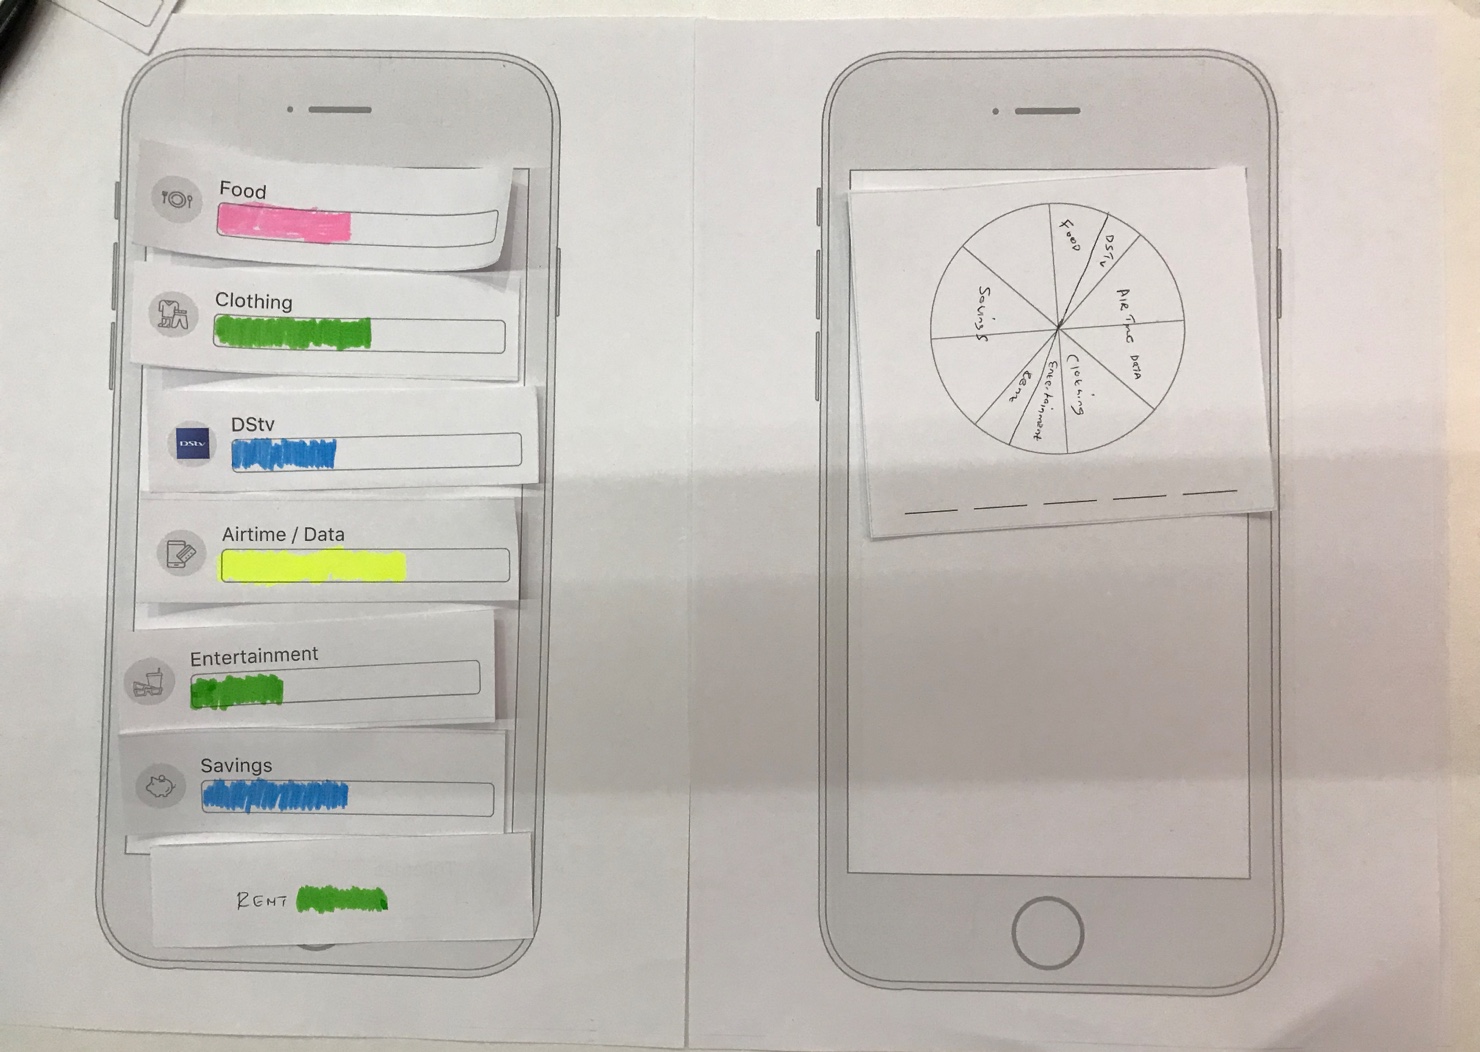 Food
Clothing
DStv
DStv
Airtime / Data
Entertainment
Savings
RENT
FOOD
DSTV
AIR TIME DATA
Clothing
Entertainment
Rent
Savings